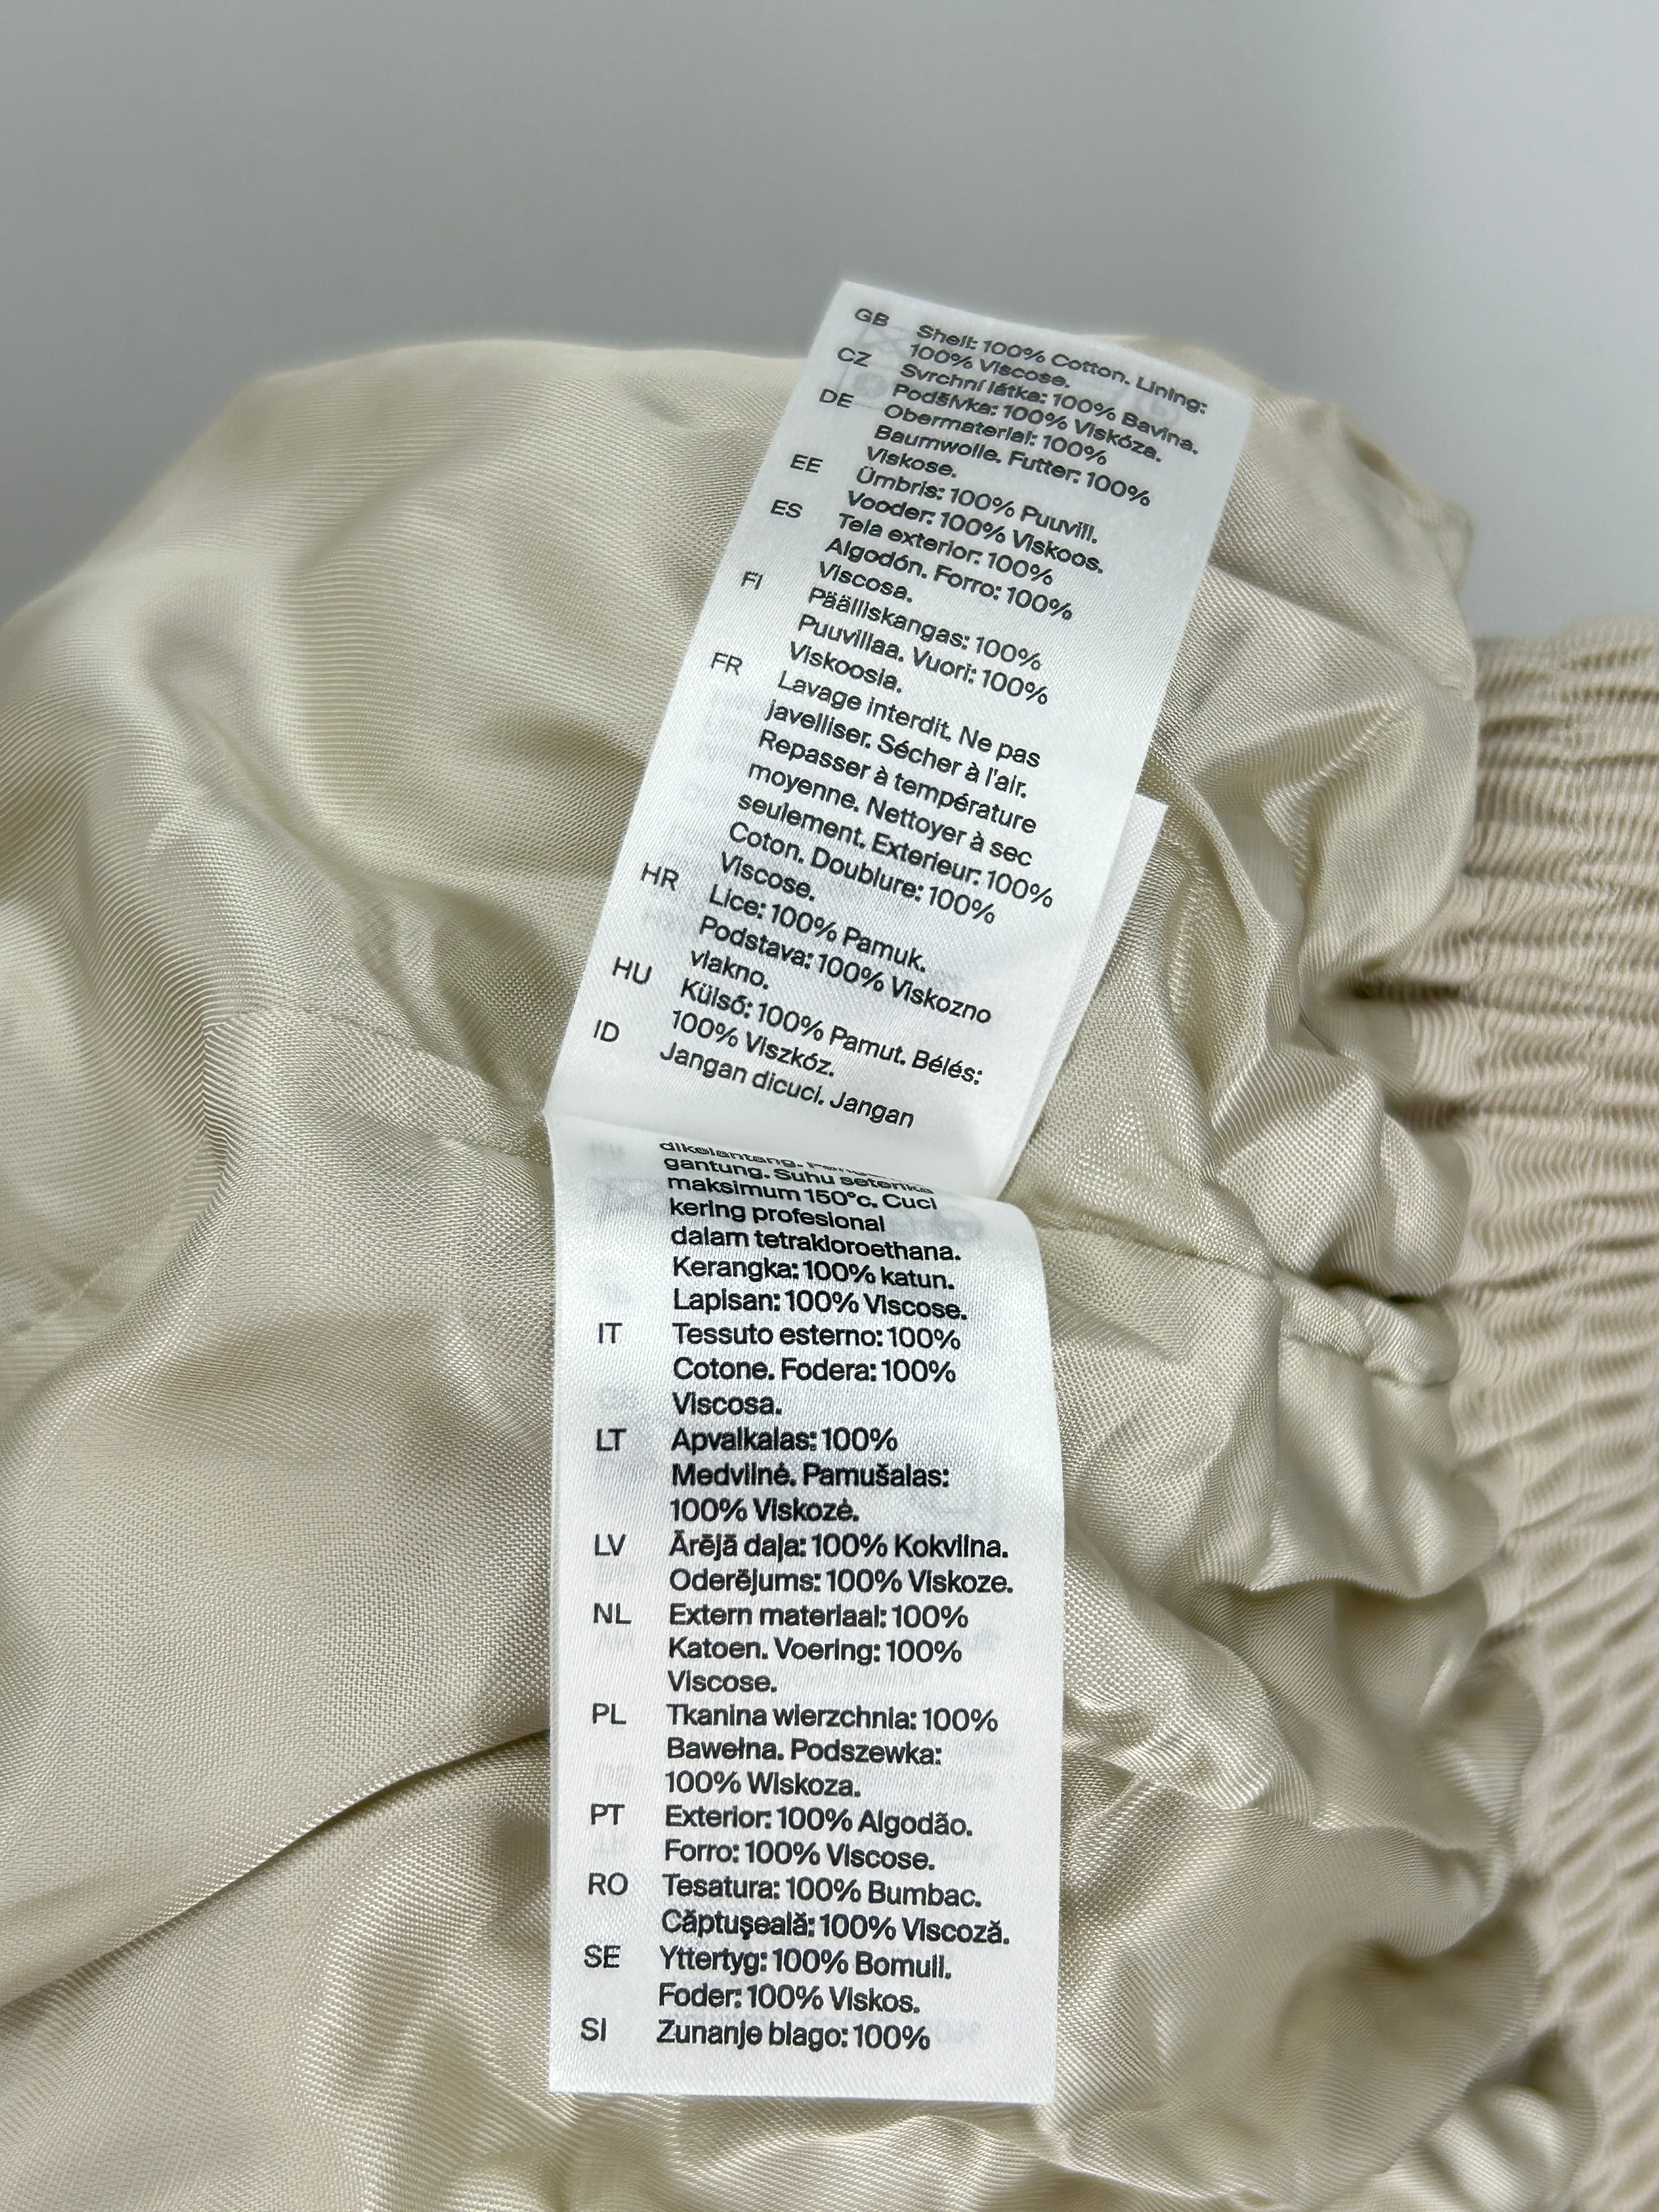 GB Shell: 100% Cotton. Lining:
100% Viscose.
CZ Svrchní látka: 100% Bavlna.
Podšívka: 100% Viskóza.
DE Obermaterial: 100%
Baumwolle. Futter: 100%
Viskose.
EE Ümbris: 100% Puuvill.
Vooder: 100% Viskoos.
ES Tela exterior: 100%
Algodón. Forro: 100%
Viscosa.
FI Päälliskangas: 100%
Puuvillaa. Vuori: 100%
Viskoosia.
FR Lavage interdit. Ne pas
javelliser. Sécher à l'air.
Repasser à température
moyenne. Nettoyer à sec
seulement. Exterieur: 100%
Coton. Doublure: 100%
Viscose.
HR Lice: 100% Pamuk.
Podstava: 100% Viskozno
vlakno.
HU Külső: 100% Pamut. Bélés:
100% Viszkóz.
ID Jangan dicuci. Jangan
dikelantang.
gantung. Suhu seterika
maksimum 150°c. Cuci
kering profesional
dalam tetrakloroethana.
Kerangka: 100% katun.
Lapisan: 100% Viscose.
IT Tessuto esterno: 100%
Cotone. Fodera: 100%
Viscosa.
LT Apvalkalas: 100%
Medvilnė. Pamušalas:
100% Viskozė.
LV Ārējā daļa: 100% Kokvilna.
Oderējums: 100% Viskoze.
NL Extern materiaal: 100%
Katoen. Voering: 100%
Viscose.
PL Tkanina wierzchnia: 100%
Bawełna. Podszewka:
100% Wiskoza.
PT Exterior: 100% Algodão.
Forro: 100% Viscose.
RO Tesatura: 100% Bumbac.
Căptuşeală: 100% Viscoză.
SE Yttertyg: 100% Bomull.
Foder: 100% Viskos.
SI Zunanje blago: 100%